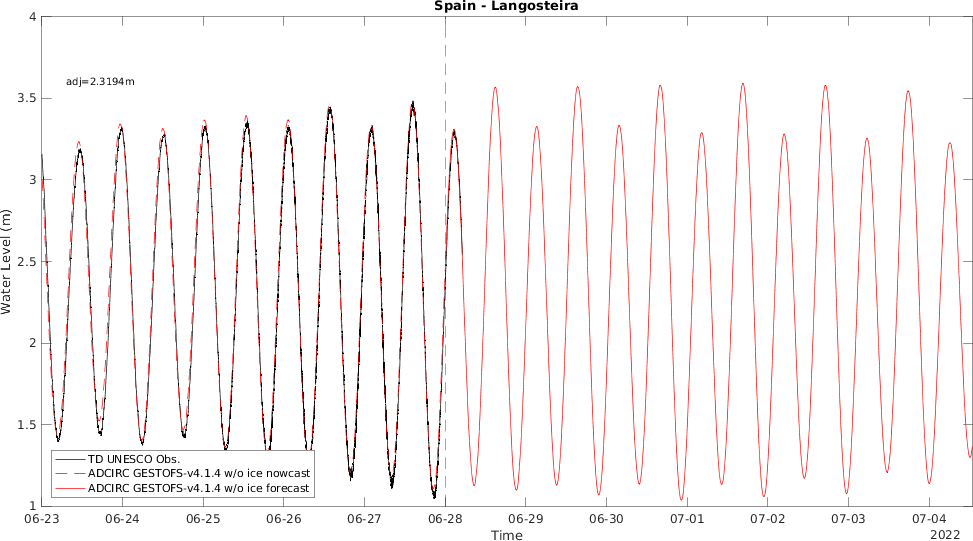 Spain - Langosteira
4
3.5
3
2.5
2
1.5
1
Water Level (m)
adj=2.3194m
TD UNESCO Obs.
ADCIRC GESTOFS-v4.1.4 w/o ice nowcast
ADCIRC GESTOFS-v4.1.4 w/o ice forecast
06-23 06-24 06-25 06-26 06-27 06-28 06-29 06-30 07-01 07-02 07-03 07-04
Time
2022